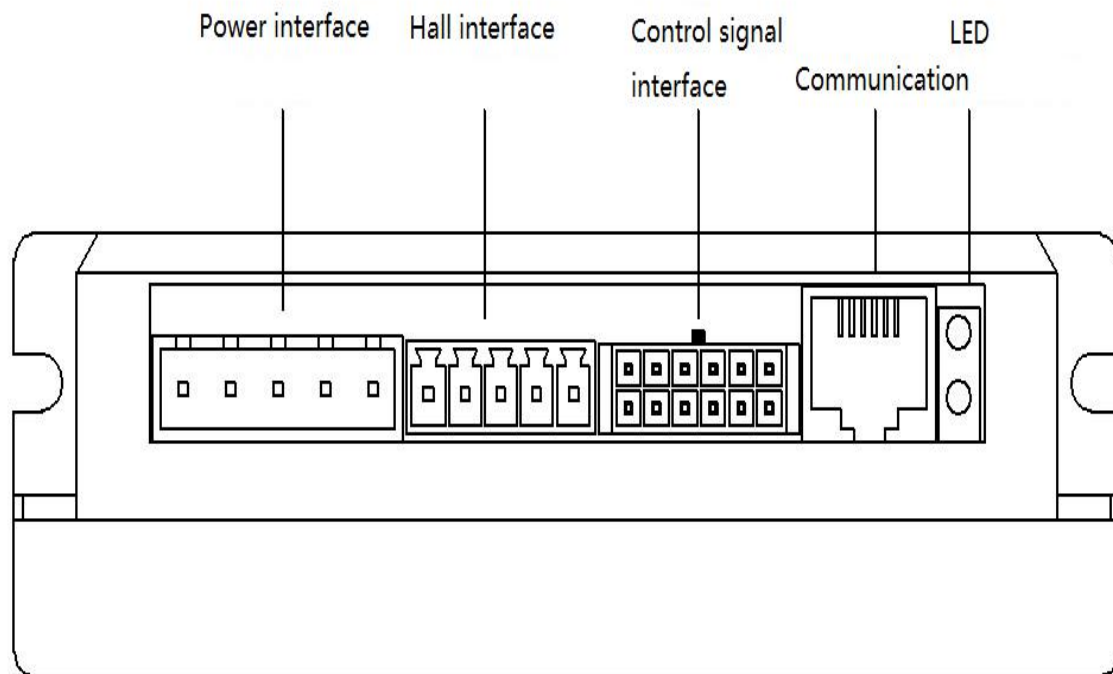 Power interface
Hall interface
Control signal
interface
Communication
LED